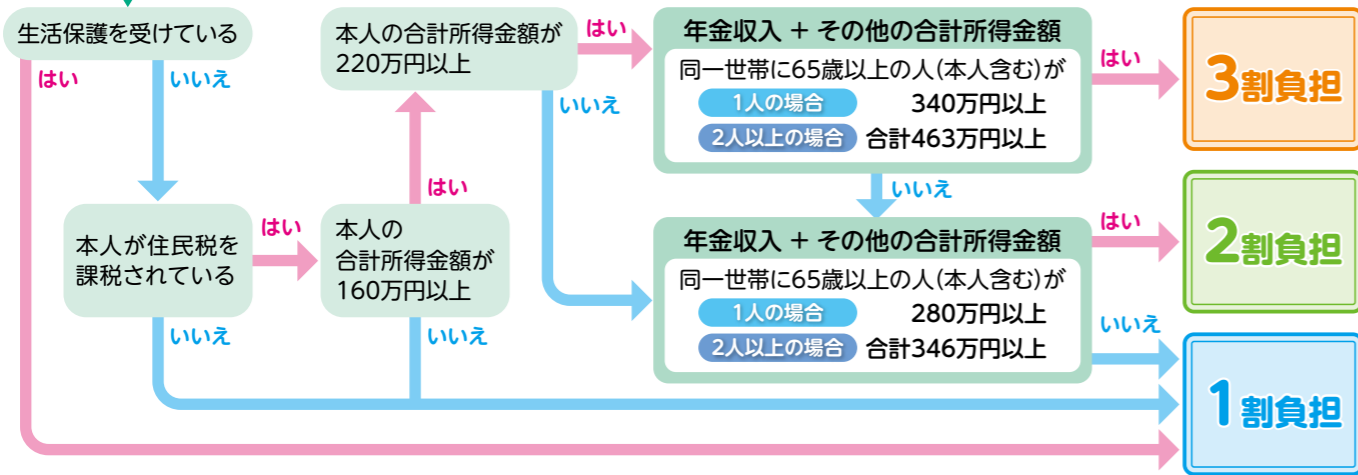 生活保護を受けている
はい
いいえ
本人が住民税を
課税されている
はい
いいえ
本人の
合計所得金額が
160万円以上
はい
いいえ
本人の合計所得金額が
220万円以上
はい
いいえ
年金収入 + その他の合計所得金額
同一世帯に65歳以上の人(本人含む)が
1人の場合 340万円以上
2人以上の場合 合計463万円以上
はい
いいえ
年金収入 + その他の合計所得金額
同一世帯に65歳以上の人(本人含む)が
1人の場合 280万円以上
2人以上の場合 合計346万円以上
はい
いいえ
3割負担
2割負担
1割負担